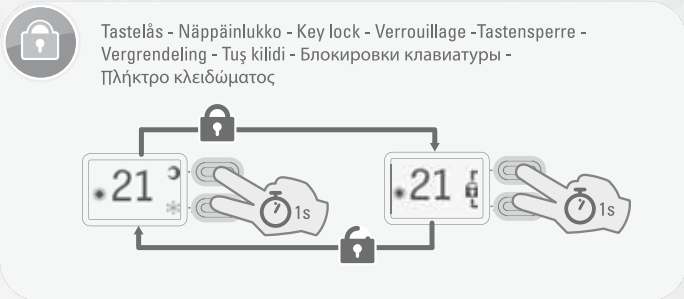 Tastelås - Näppäinlukko - Key lock - Verrouillage -Tastensperre -
Vergrendeling - Tuş kilidi - Блокировки клавиатуры -
Πλήκτρο κλειδώματος
21
1s
21
1s